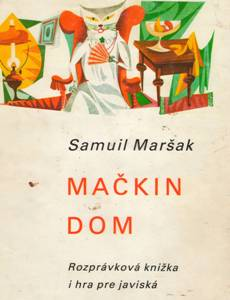 Samuil Maršak
MAČKIN
DOM
Rozprávková knižka
i hra pre javiská